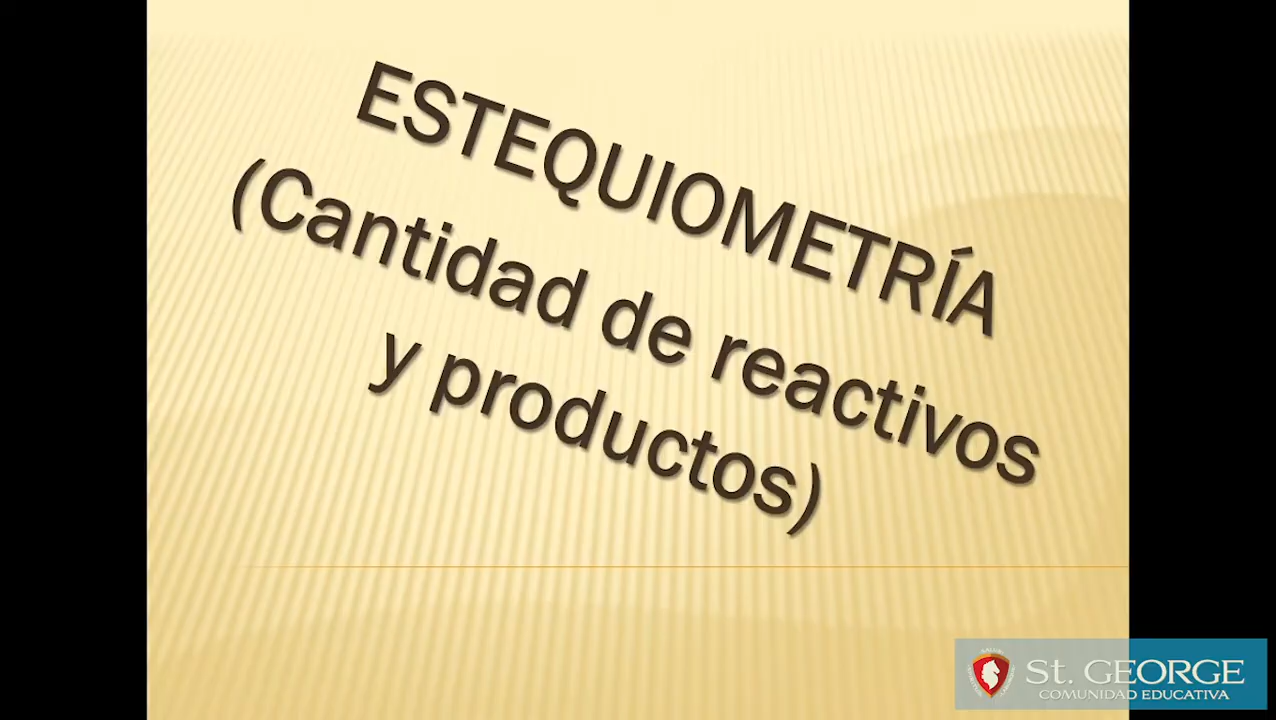 ESTEQUIOMETRÍA
(Cantidad de reactivos
y productos)
St. GEORGE
COMUNIDAD EDUCATIVA